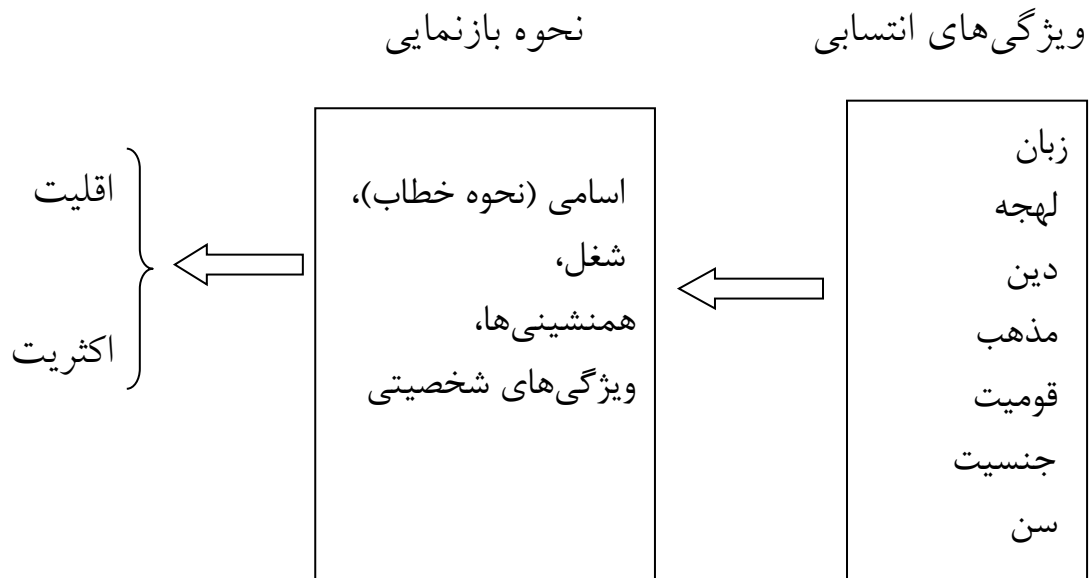 ویژگی‌های انتسابی
نحوه بازنمایی
زبان
لهجه
دین
مذهب
قومیت
جنسیت
سن
اسامی (نحوه خطاب)،
شغل،
همنشینی‌ها،
ویژگی‌های شخصیتی
اقلیت
اکثریت